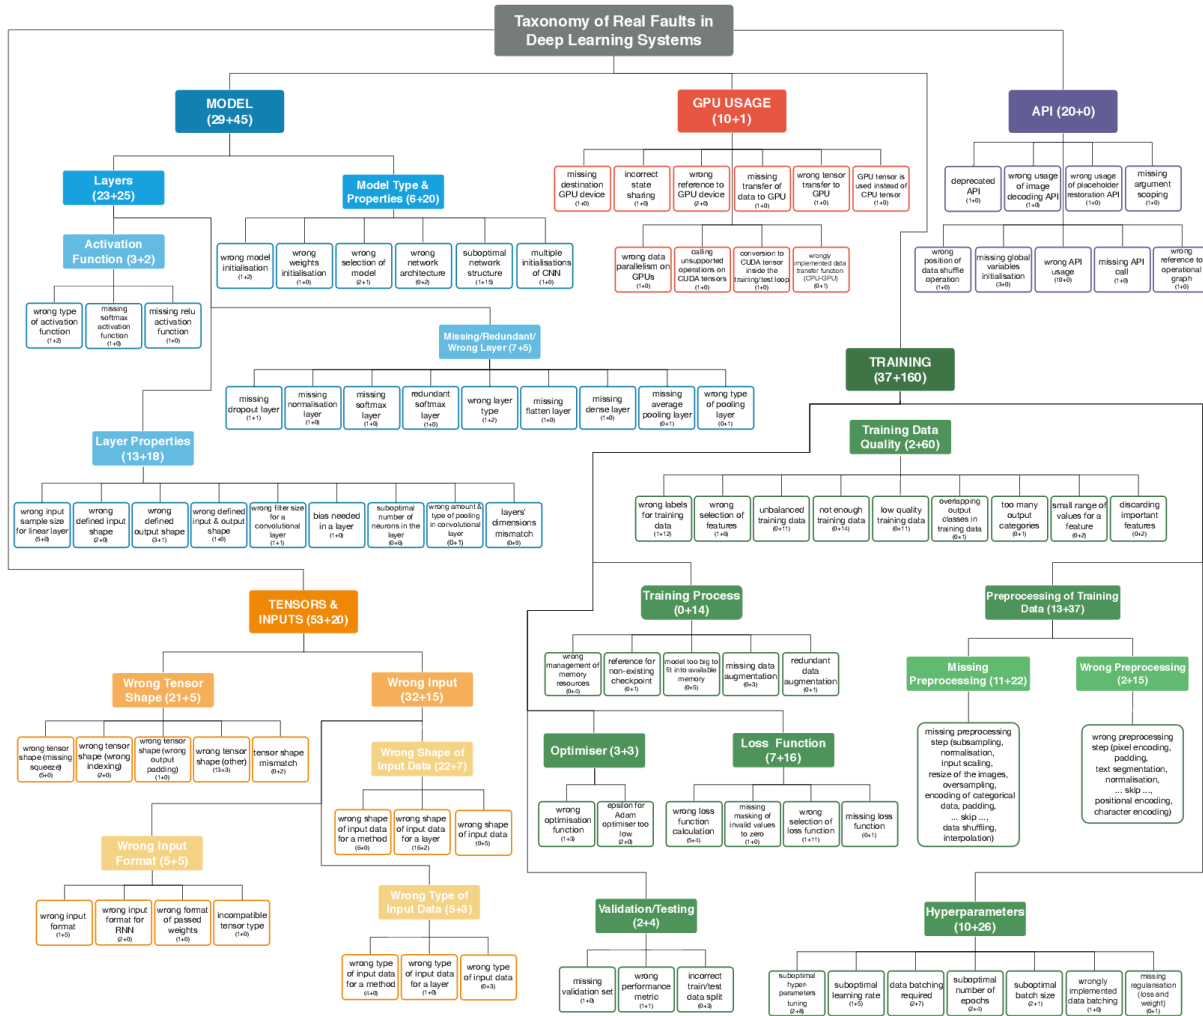 Taxonomy of Real Faults in
Deep Learning Systems
MODEL
(29+45)
GPU USAGE
(10+1)
API (20+0)
Layers
(23+25)
Model Type &
Properties (6+20)
missing
destination
GPU device
(1+0)
incorrect
state
sharing
(1+0)
wrong
reference to
GPU device
(2+0)
missing
transfer of
data to GPU
(1+0)
wrong tensor
transfer to
GPU
(1+0)
GPU tensor is
used instead of
CPU tensor
(1+0)
deprecated
API
(1+0)
wrong
usage of
image
decoding API
(1+0)
wrong usage
of placeholder
restoration API
(1+0)
missing
argument
scoping
(1+0)
Activation
Function (3+2)
wrong model
initialisation
(1+2)
wrong
weights
initialisation
(1+0)
wrong
selection of
model
(2+1)
wrong
network
architecture
(0+2)
suboptimal
network
structure
(1+15)
multiple
initialisations
of CNN
(1+0)
wrong data
parallelism on
GPUs
(1+0)
calling
unsupported
operations on
CUDA tensors
(1+0)
conversion to
CUDA tensor
inside the
training/test loop
(1+0)
wrongly
implemented data
transfer function
(CPU-GPU)
(0+1)
wrong
position of
data shuffle
operation
(1+0)
missing global
variables
initialisation
(3+0)
wrong API
usage
(10+0)
missing API
call
(1+0)
wrong
reference to
operational
graph
(1+0)
wrong type
of activation
function
(1+2)
missing
softmax
activation
function
(1+0)
missing relu
activation
function
(1+0)
Missing/Redundant/
Wrong Layer (7+5)
TRAINING
(37+160)
missing
dropout layer
(1+1)
missing
normalisation
layer
(1+0)
missing
softmax
layer
(1+0)
redundant
softmax
layer
(1+0)
wrong layer
type
(1+2)
missing
flatten layer
(1+0)
missing
dense layer
(1+0)
missing
average
pooling layer
(0+1)
wrong type
of pooling
layer
(0+1)
Layer Properties
(13+18)
Training Data
Quality (2+60)
wrong input
sample size
for linear layer
(5+0)
wrong
defined input
shape
(2+0)
wrong
defined
output shape
(3+1)
wrong defined
input & output
shape
(1+0)
wrong filter size
for a
convolutional
layer
(1+1)
bias needed
in a layer
(1+0)
suboptimal
number of
neurons in the
layer
(0+6)
wrong amount &
type of pooling in
convolutional
layer
(0+1)
layers'
dimensions
mismatch
(0+9)
wrong labels
for training
data
(1+12)
wrong
selection of
features
(1+6)
unbalanced
training data
(0+11)
not enough
training data
(0+14)
low quality
training data
(0+11)
overlapping
output
classes in
training data
(0+1)
too many
output
categories
(0+1)
small range of
values for a
feature
(0+2)
discarding
important
features
(0+2)
TENSORS &
INPUTS (53+20)
Training Process
(0+14)
Preprocessing of Training
Data (13+37)
wrong
management of
memory
resources
(0+4)
reference for
non-existing
checkpoint
(0+1)
model too big to
fit into available
memory
(0+5)
missing data
augmentation
(0+3)
redundant
data
augmentation
(0+1)
Missing
Preprocessing (11+22)
Wrong Preprocessing
(2+15)
Wrong Tensor
Shape (21+5)
Wrong Input
(32+15)
wrong tensor
shape (missing
squeeze)
(5+0)
wrong tensor
shape (wrong
indexing)
(2+0)
wrong tensor
shape (wrong
output
padding)
(1+0)
wrong tensor
shape (other)
(13+3)
tensor shape
mismatch
(0+2)
Wrong Shape of
Input Data (22+7)
Optimiser (3+3)
Loss Function
(7+16)
missing preprocessing
step (subsampling,
normalisation,
input scaling,
resize of the images,
oversampling,
encoding of categorical
data, padding,
... skip ...,
data shuffling,
interpolation)
wrong preprocessing
step (pixel encoding,
padding,
text segmentation,
normalisation,
... skip ...,
positional encoding,
character encoding)
wrong shape
of input data
for a method
(6+0)
wrong shape
of input data
for a layer
(16+2)
wrong shape
of input data
(0+5)
wrong
optimisation
function
(1+3)
epsilon for
Adam
optimiser too
low
(2+0)
wrong loss
function
calculation
(5+4)
missing
masking of
invalid values
to zero
(1+0)
wrong
selection of
loss function
(1+11)
missing loss
function
(0+1)
Wrong Input
Format (5+5)
wrong input
format
(1+5)
wrong input
format for
RNN
(2+0)
wrong format
of passed
weights
(1+0)
incompatible
tensor type
(1+0)
Wrong Type of
Input Data (5+3)
Validation/Testing
(2+4)
Hyperparameters
(10+26)
wrong type
of input data
for a method
(4+0)
wrong type
of input data
for a layer
(1+0)
wrong type
of input data
(0+3)
missing
validation set
(1+0)
wrong
performance
metric
(1+1)
incorrect
train/test
data split
(0+3)
suboptimal
hyper-
parameters
tuning
(2+8)
suboptimal
learning rate
(1+5)
data batching
required
(2+7)
suboptimal
number of
epochs
(2+4)
suboptimal
batch size
(2+1)
wrongly
implemented
data batching
(1+0)
missing
regularisation
(loss and
weight)
(0+1)